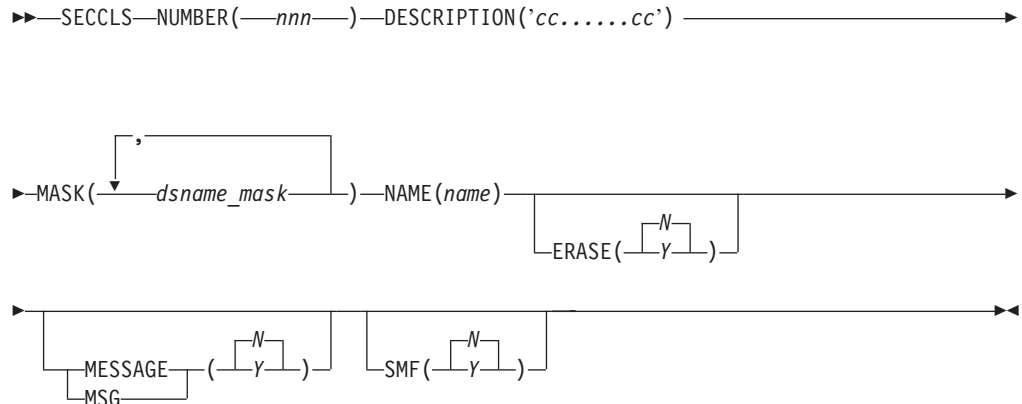 SECCLS NUMBER( nnn ) DESCRIPTION('cc......cc')
,
MASK( dsname_mask ) NAME(name)
N
ERASE( Y )
N
MESSAGE ( Y )
MSG
N
SMF( Y )